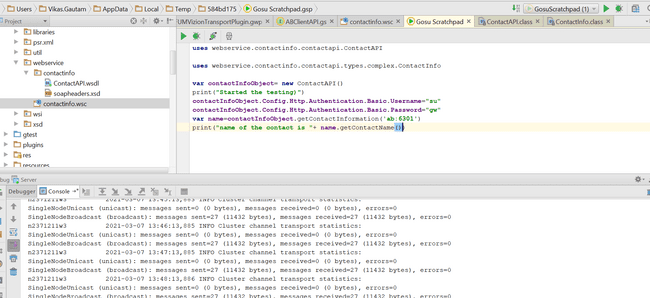 C: Users Vikas.Gautam AppData Local Temp 584bd175 Gosu Scratchpad.gsp GosuScratchpad
Project
UMVizionTransportPlugin.gwp ABClientAPI.gs contactinfo.wsc Gosu Scratchpad ContactAPI.class ContactInfo.class
libraries
psr.xml
util
webservice
contactinfo
ContactAPI.wsdl
soapheaders.xsd
contactinfo.wsc
wsi
xsd
gtest
plugins
res
resources
uses webservice.contactinfo.contactapi.ContactAPI
uses webservice.contactinfo.contactapi.types.complex.ContactInfo
var contactInfoObject= new ContactAPI()
print("Started the testing)")
contactInfoObject.Config.Http.Authentication.Basic.Username="su"
contactInfoObject.Config.Http.Authentication.Basic.Password="gw"
var name=contactInfoObject.getContactInformation('ab:6301')
print("name of the contact is "+ name.getContactName())
bug Server
Debugger Console
n2371211w3 2021-03-07 13:45:13,885 INFO Cluster channel transport statistics:
SingleNodeUnicast (unicast): messages sent=0 (0 bytes), messages received=0 (0 bytes), errors=0
SingleNodeBroadcast (broadcast): messages sent=27 (11432 bytes), messages received=27 (11432 bytes), errors=0
n2371211w3 2021-03-07 13:46:13,885 INFO Cluster channel transport statistics:
SingleNodeUnicast (unicast): messages sent=0 (0 bytes), messages received=0 (0 bytes), errors=0
SingleNodeBroadcast (broadcast): messages sent=27 (11432 bytes), messages received=27 (11432 bytes), errors=0
n2371211w3 2021-03-07 13:47:13,885 INFO Cluster channel transport statistics:
SingleNodeUnicast (unicast): messages sent=0 (0 bytes), messages received=0 (0 bytes), errors=0
SingleNodeBroadcast (broadcast): messages sent=27 (11432 bytes), messages received=27 (11432 bytes), errors=0
n2371211w3 2021-03-07 13:48:13,886 INFO Cluster channel transport statistics:
SingleNodeUnicast (unicast): messages sent=0 (0 bytes), messages received=0 (0 bytes), errors=0
SingleNodeBroadcast (broadcast): messages sent=27 (11432 bytes), messages received=27 (11432 bytes), errors=0